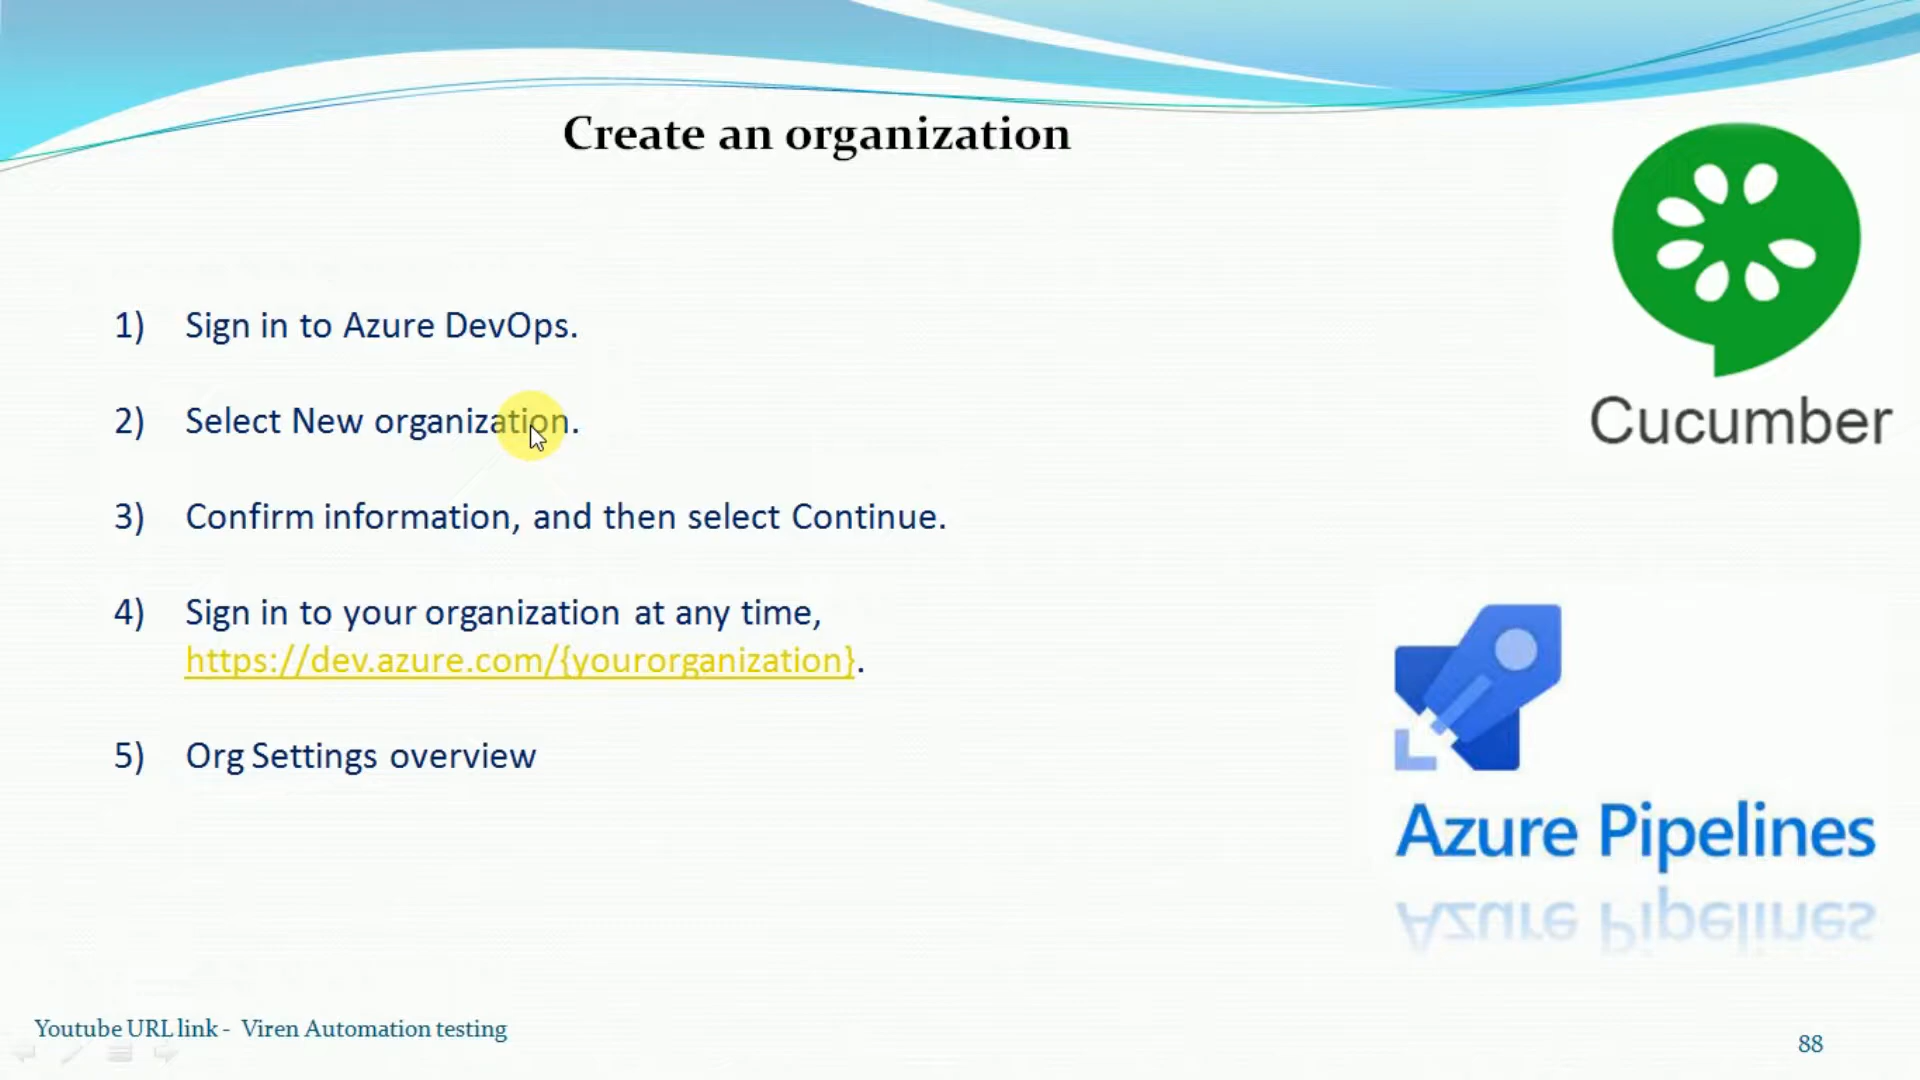 Create an organization
1) Sign in to Azure DevOps.
2) Select New organization.
3) Confirm information, and then select Continue.
4) Sign in to your organization at any time,
https://dev.azure.com/{yourorganization}.
5) Org Settings overview
Cucumber
Azure Pipelines
Youtube URL link - Viren Automation testing
88